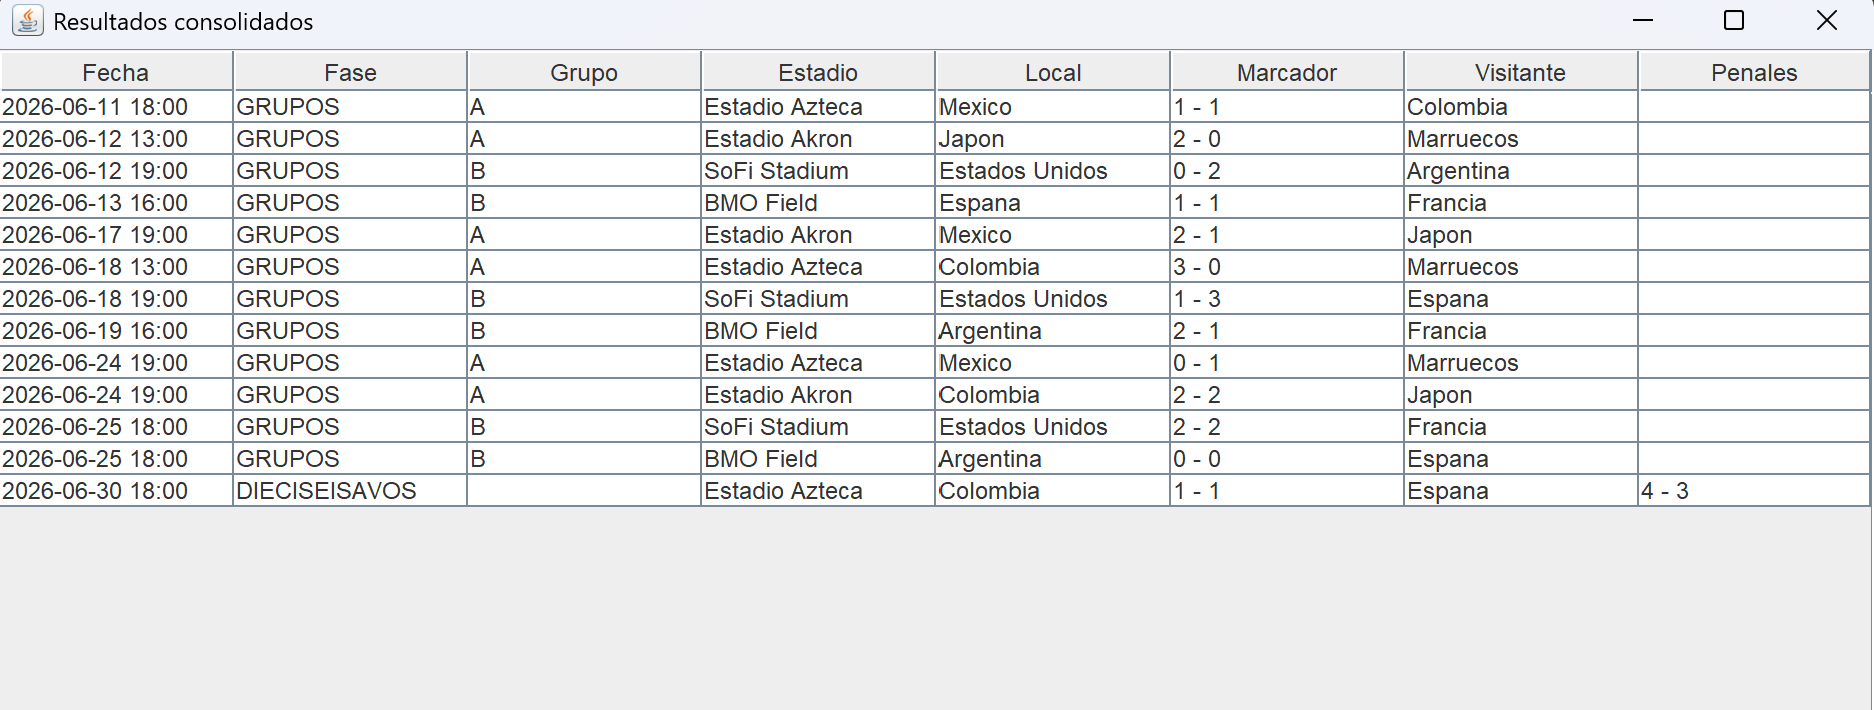 Resultados consolidados
Fecha Fase Grupo Estadio Local Marcador Visitante Penales
2026-06-11 18:00 GRUPOS A Estadio Azteca Mexico 1 - 1 Colombia
2026-06-12 13:00 GRUPOS A Estadio Akron Japon 2 - 0 Marruecos
2026-06-12 19:00 GRUPOS B SoFi Stadium Estados Unidos 0 - 2 Argentina
2026-06-13 16:00 GRUPOS B BMO Field Espana 1 - 1 Francia
2026-06-17 19:00 GRUPOS A Estadio Akron Mexico 2 - 1 Japon
2026-06-18 13:00 GRUPOS A Estadio Azteca Colombia 3 - 0 Marruecos
2026-06-18 19:00 GRUPOS B SoFi Stadium Estados Unidos 1 - 3 Espana
2026-06-19 16:00 GRUPOS B BMO Field Argentina 2 - 1 Francia
2026-06-24 19:00 GRUPOS A Estadio Azteca Mexico 0 - 1 Marruecos
2026-06-24 19:00 GRUPOS A Estadio Akron Colombia 2 - 2 Japon
2026-06-25 18:00 GRUPOS B SoFi Stadium Estados Unidos 2 - 2 Francia
2026-06-25 18:00 GRUPOS B BMO Field Argentina 0 - 0 Espana
2026-06-30 18:00 DIECISEISAVOS Estadio Azteca Colombia 1 - 1 Espana 4 - 3